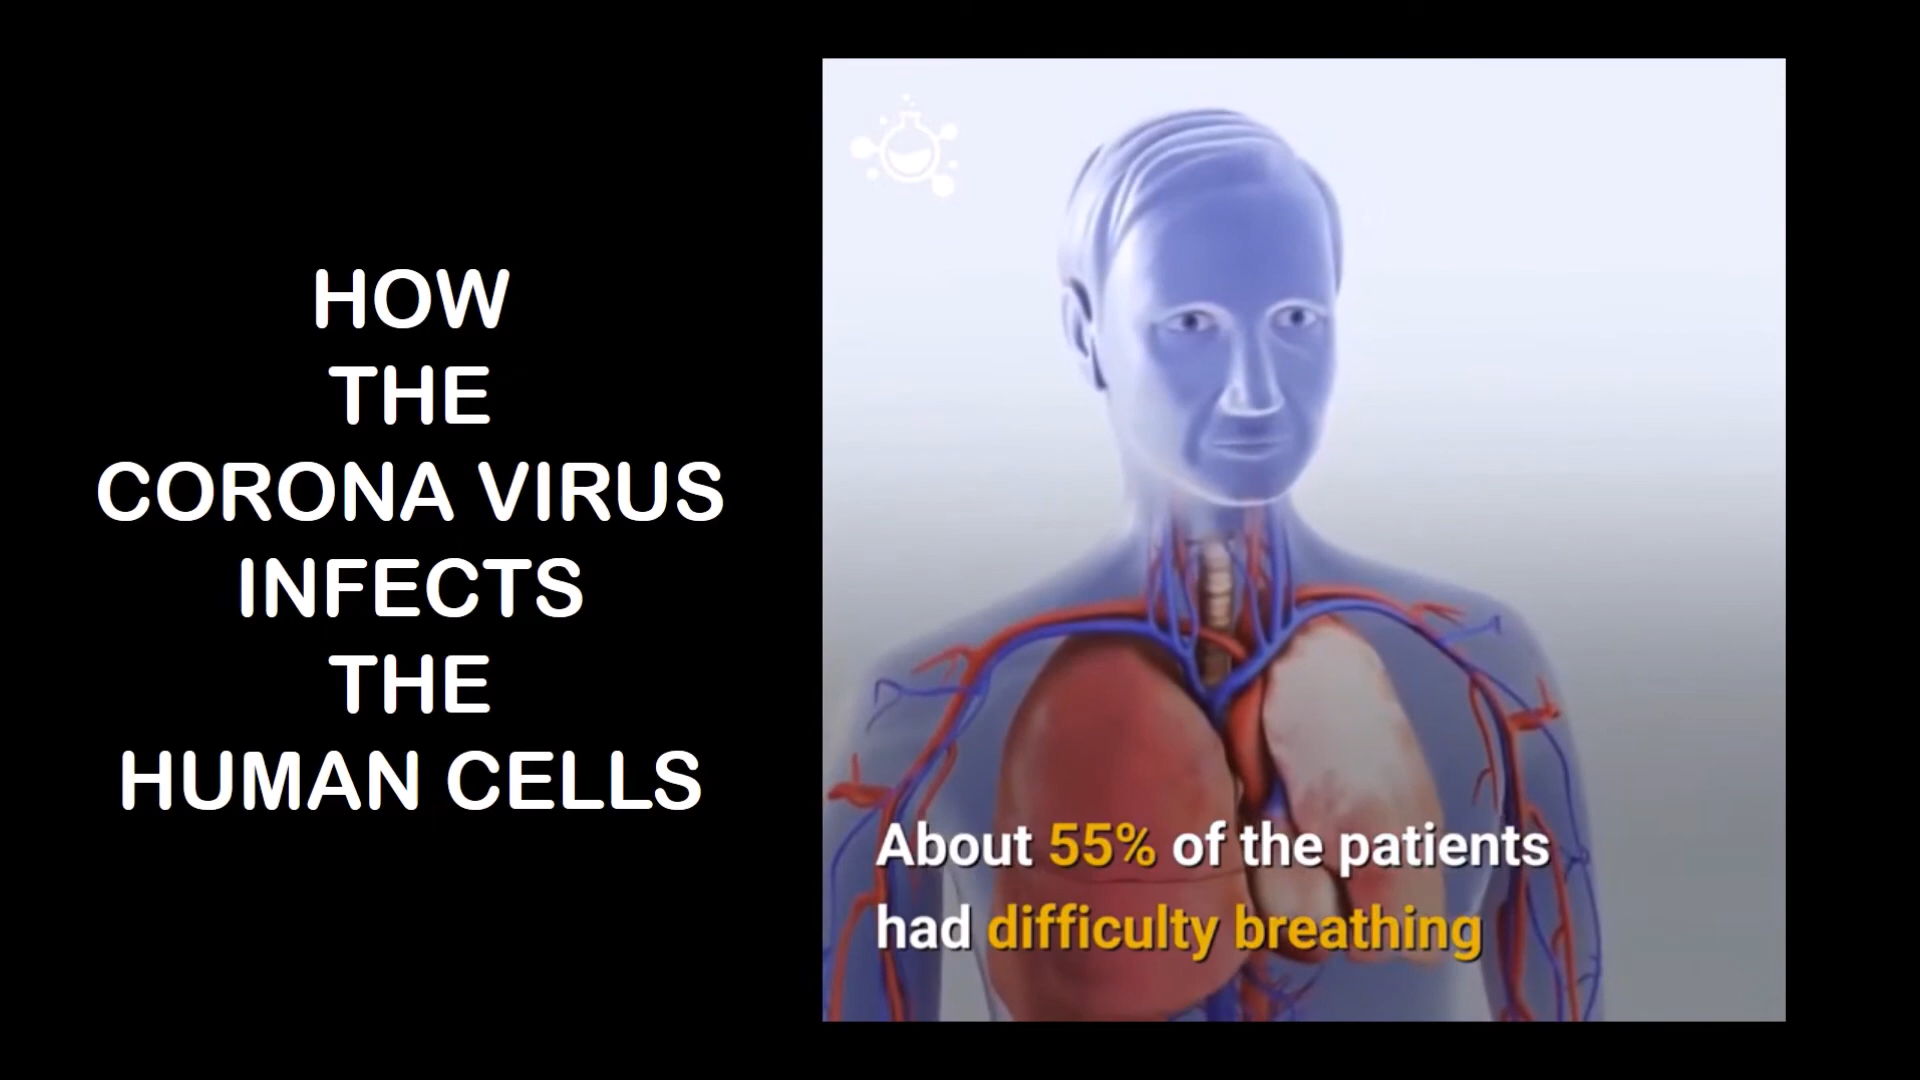 HOW
THE
CORONA VIRUS
INFECTS
THE
HUMAN CELLS
About 55% of the patients
had difficulty breathing